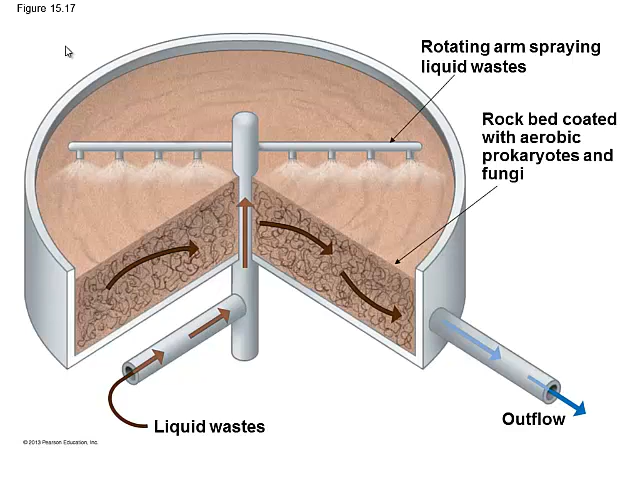 Figure 15.17
Rotating arm spraying
liquid wastes
Rock bed coated
with aerobic
prokaryotes and
fungi
Liquid wastes
Outflow
© 2013 Pearson Education, Inc.